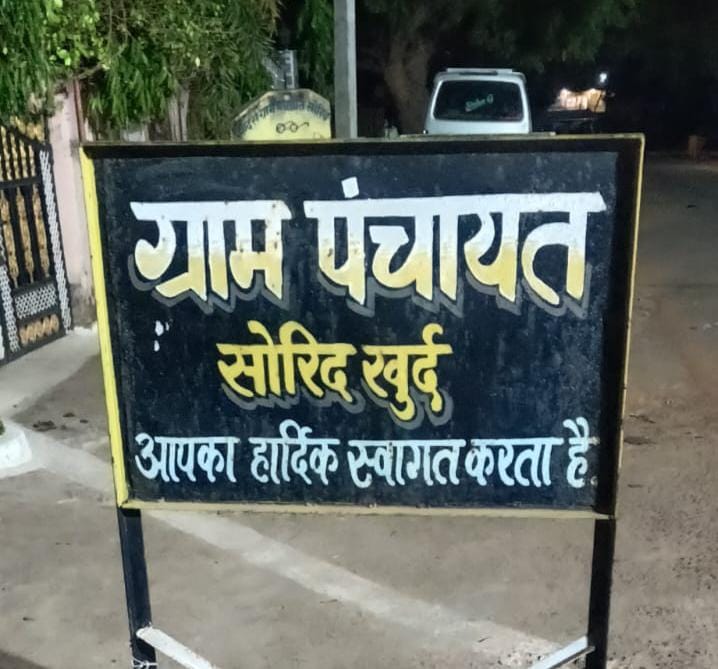 ग्राम पंचायत
सोरिद खुर्द
आपका हार्दिक स्वागत करता है